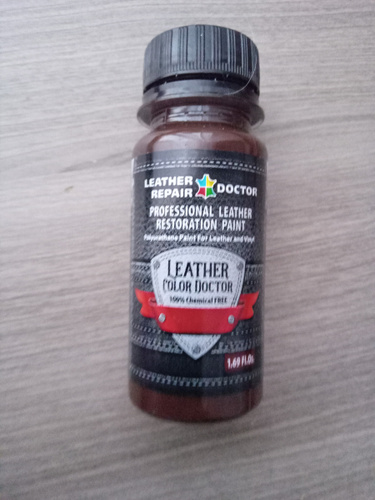 LEATHER
REPAIR DOCTOR
PROFESSIONAL LEATHER
RESTORATION PAINT
Polyurethane Paint For Leather and Vinyl
LEATHER
COLOR DOCTOR
100% Chemical FREE
1.69 FL.Oz